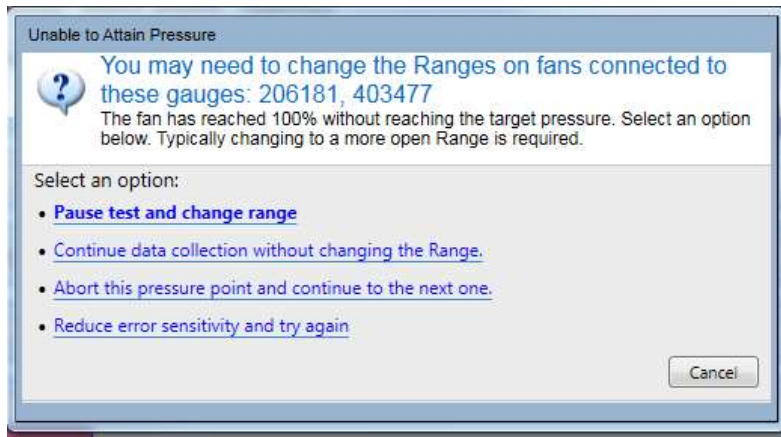 Unable to Attain Pressure
You may need to change the Ranges on fans connected to
these gauges: 206181, 403477
The fan has reached 100% without reaching the target pressure. Select an option
below. Typically changing to a more open Range is required.
Select an option:
• Pause test and change range
• Continue data collection without changing the Range.
• Abort this pressure point and continue to the next one.
• Reduce error sensitivity and try again
Cancel